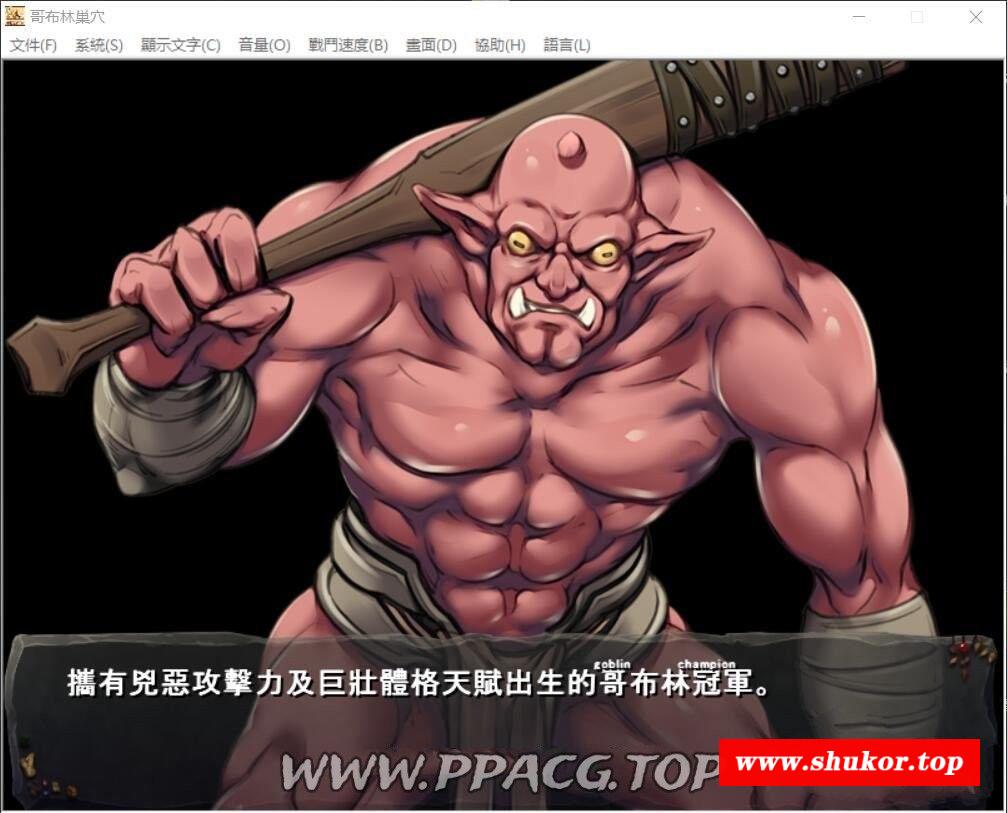 哥布林巢穴
文件(F) 系統(S) 顯示文字(C) 音量(O) 戰鬥速度(B) 畫面(D) 協助(H) 語言(L)
goblin champion
攜有兇惡攻擊力及巨壯體格天賦出生的哥布林冠軍。
WWW.PPACG.TOP
www.shukor.top